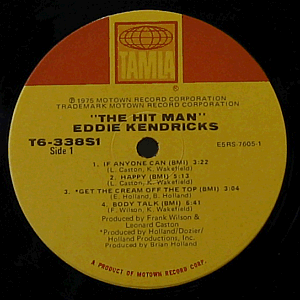 TAMLA
℗1975 MOTOWN RECORD CORPORATION
TRADEMARK MOTOWN RECORD CORPORATION
"THE HIT MAN"
EDDIE KENDRICKS
T6-338S1
Side 1
E5RS-7605-1
1. IF ANYONE CAN (BMI) 3:22
(L. Caston, K. Wakefield)
2. HAPPY (BMI) 5:13
(L. Caston, K. Wakefield)
3. *GET THE CREAM OFF THE TOP (BMI) 3:04
(E. Holland, B. Holland)
4. BODY TALK (BMI) 6:41
(F. Wilson, K. Wakefield)
Produced by Frank Wilson &
Leonard Caston
*Produced by Holland/Dozier/
Holland Productions, Inc.
Produced by Brian Holland
A PRODUCT OF MOTOWN RECORD CORP.